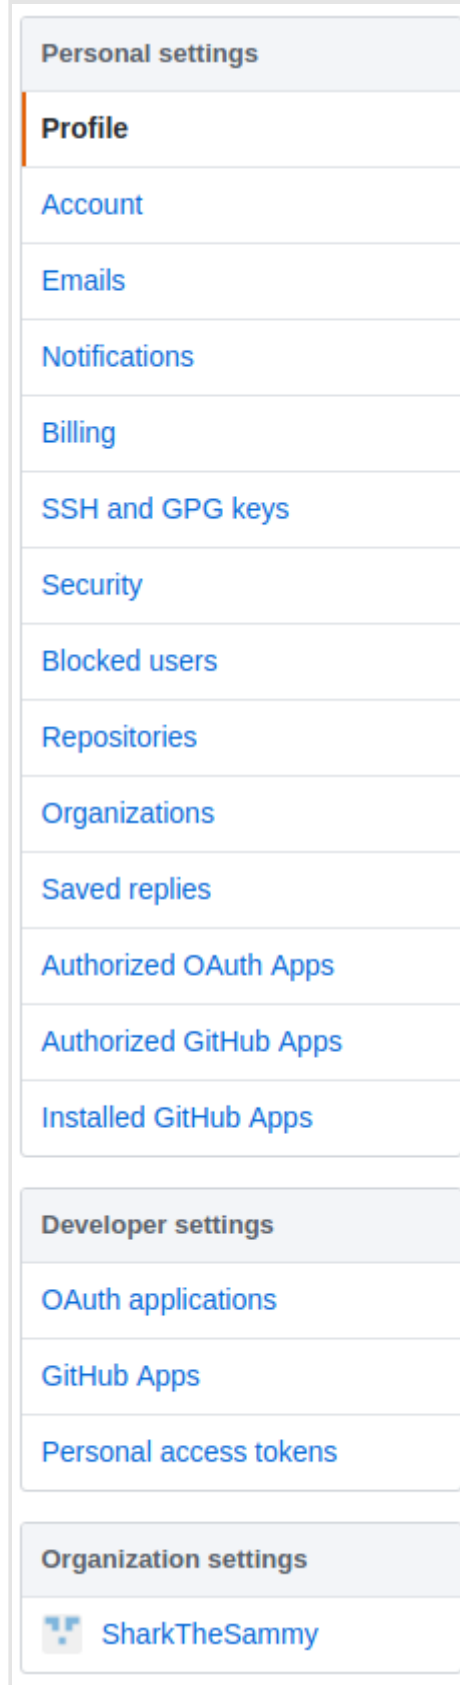 Personal settings
Profile
Account
Emails
Notifications
Billing
SSH and GPG keys
Security
Blocked users
Repositories
Organizations
Saved replies
Authorized OAuth Apps
Authorized GitHub Apps
Installed GitHub Apps
Developer settings
OAuth applications
GitHub Apps
Personal access tokens
Organization settings
SharkTheSammy